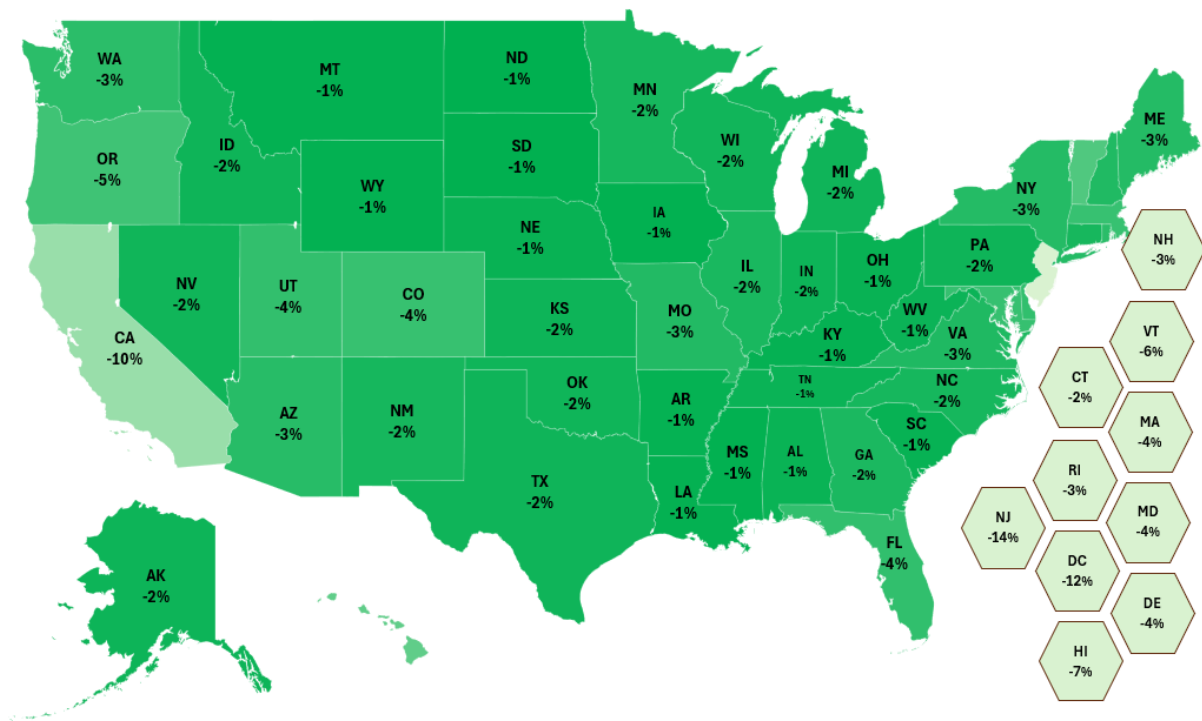 WA
-3%
MT
-1%
ND
-1%
MN
-2%
ME
-3%
OR
-5%
ID
-2%
SD
-1%
WI
-2%
MI
-2%
NY
-3%
WY
-1%
IA
-1%
NE
-1%
PA
-2%
NH
-3%
NV
-2%
UT
-4%
CO
-4%
IL
-2%
IN
-2%
OH
-1%
KS
-2%
MO
-3%
WV
-1%
VA
-3%
KY
-1%
VT
-6%
CA
-10%
CT
-2%
OK
-2%
TN
-1%
NC
-2%
AZ
-3%
NM
-2%
AR
-1%
SC
-1%
MA
-4%
MS
-1%
AL
-1%
GA
-2%
RI
-3%
TX
-2%
LA
-1%
NJ
-14%
MD
-4%
FL
-4%
DC
-12%
AK
-2%
DE
-4%
HI
-7%